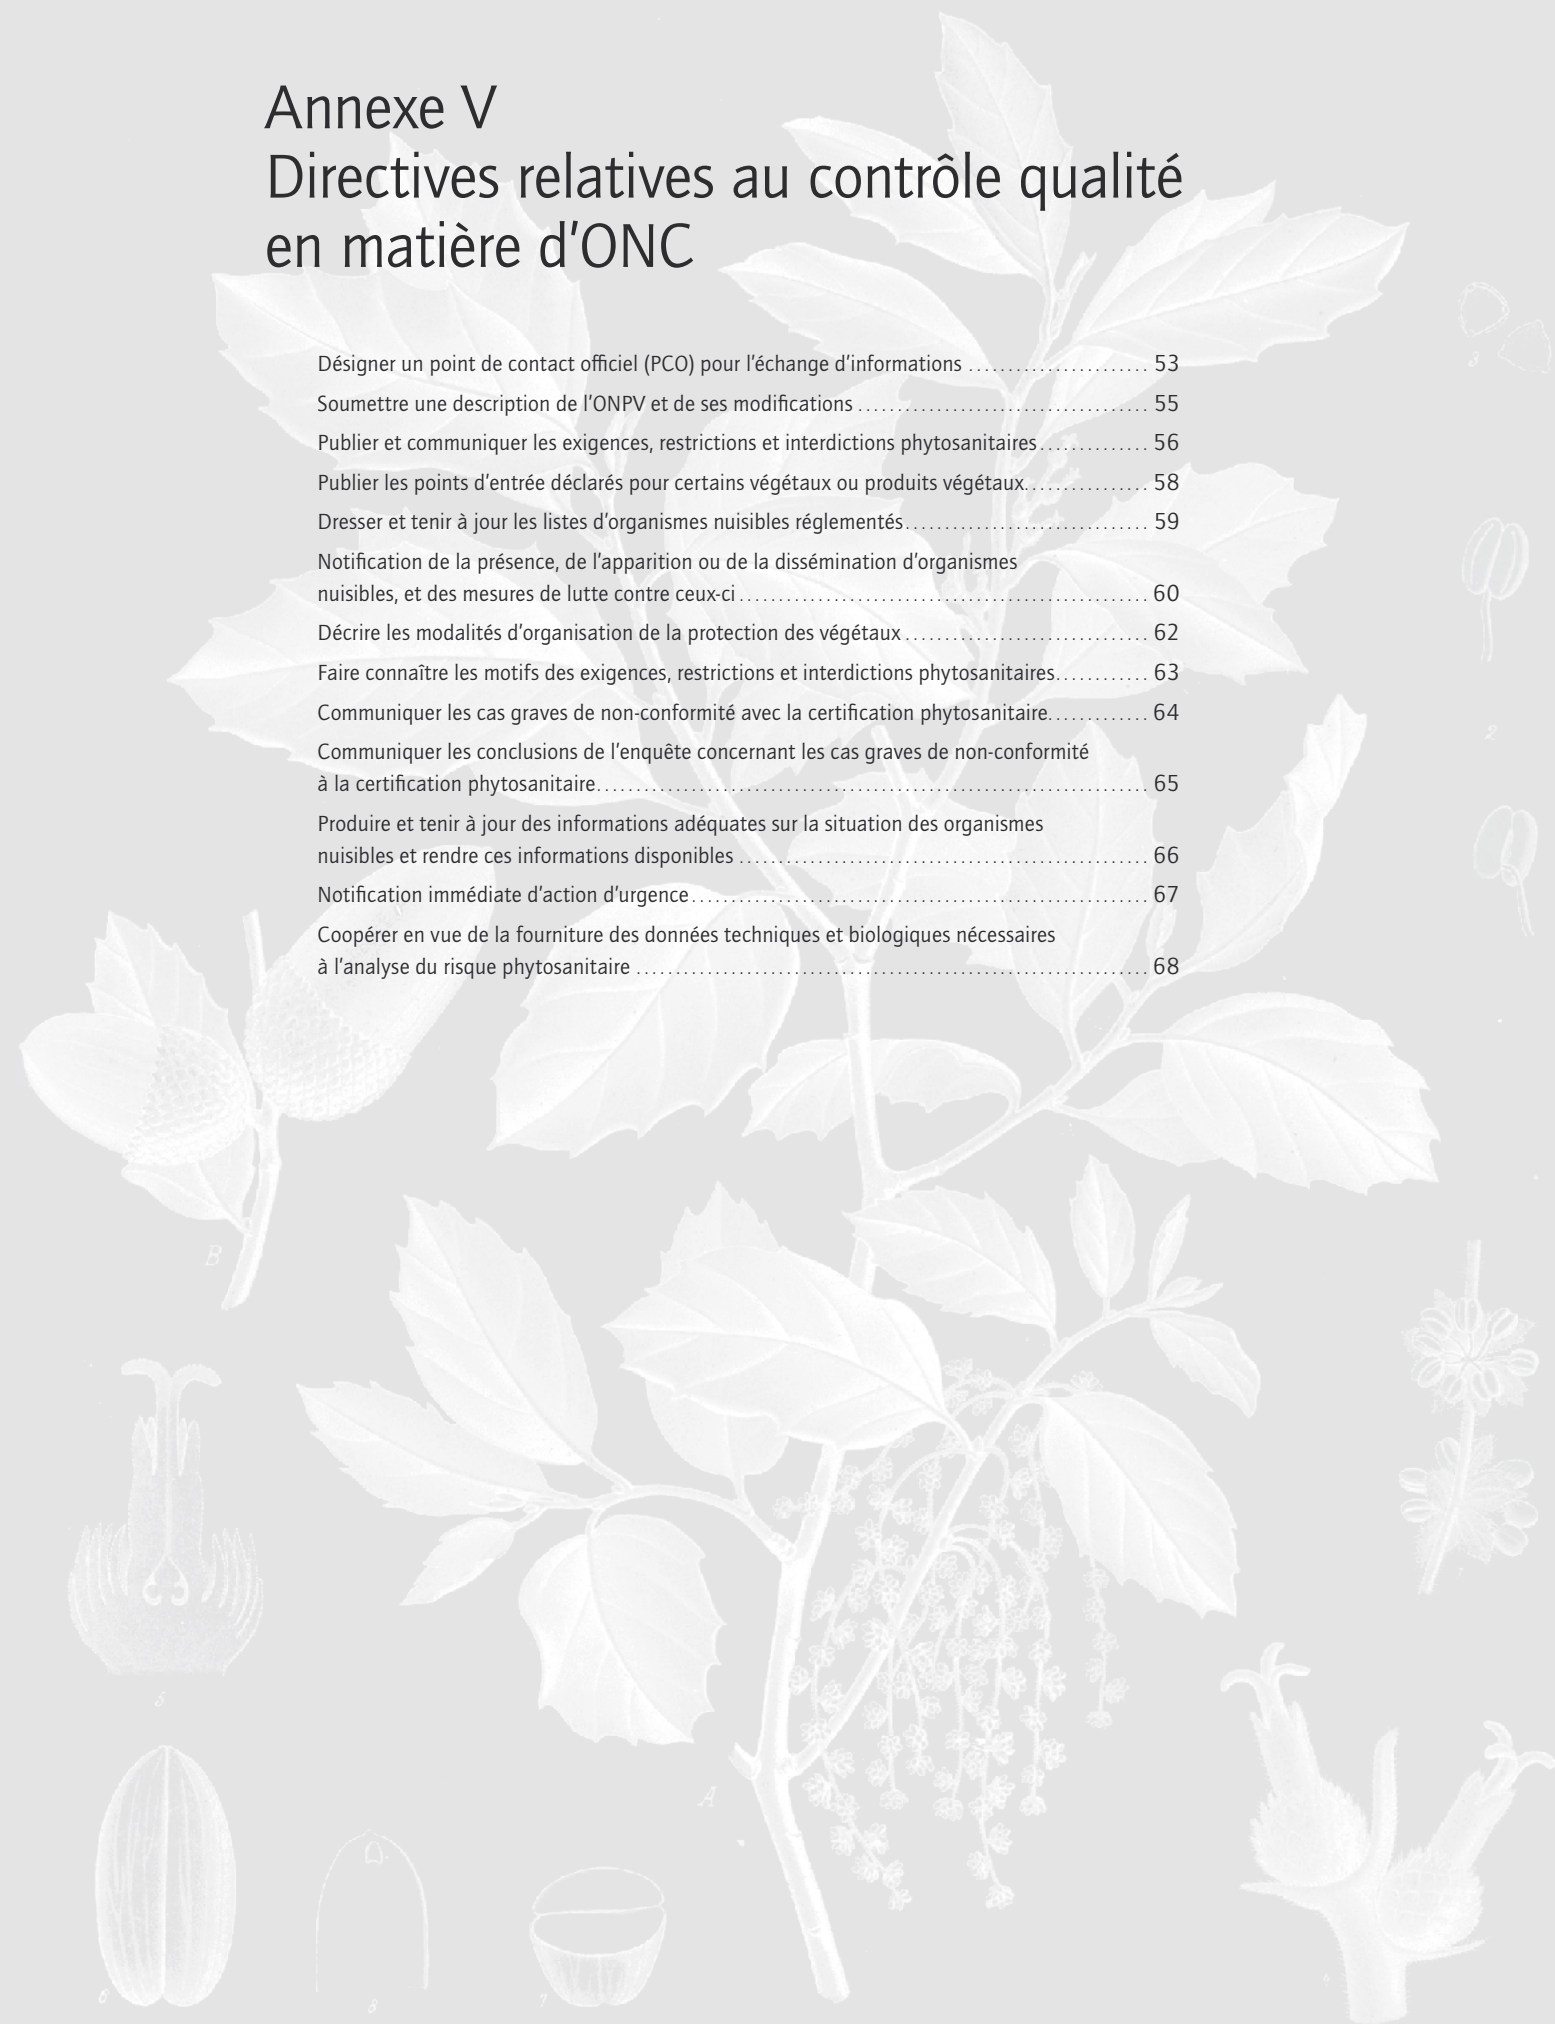 Annexe V
Directives relatives au contrôle qualité
en matière d’ONC
Désigner un point de contact officiel (PCO) pour l’échange d’informations ....................... 53
Soumettre une description de l’ONPV et de ses modifications ..................................... 55
Publier et communiquer les exigences, restrictions et interdictions phytosanitaires.............. 56
Publier les points d’entrée déclarés pour certains végétaux ou produits végétaux................ 58
Dresser et tenir à jour les listes d’organismes nuisibles réglementés............................... 59
Notification de la présence, de l’apparition ou de la dissémination d’organismes
nuisibles, et des mesures de lutte contre ceux-ci .................................................... 60
Décrire les modalités d’organisation de la protection des végétaux ............................... 62
Faire connaître les motifs des exigences, restrictions et interdictions phytosanitaires............ 63
Communiquer les cas graves de non-conformité avec la certification phytosanitaire............. 64
Communiquer les conclusions de l’enquête concernant les cas graves de non-conformité
à la certification phytosanitaire...................................................................... 65
Produire et tenir à jour des informations adéquates sur la situation des organismes
nuisibles et rendre ces informations disponibles .................................................... 66
Notification immédiate d’action d’urgence.......................................................... 67
Coopérer en vue de la fourniture des données techniques et biologiques nécessaires
à l’analyse du risque phytosanitaire ................................................................. 68
3
2
B
5
A
6
8
7